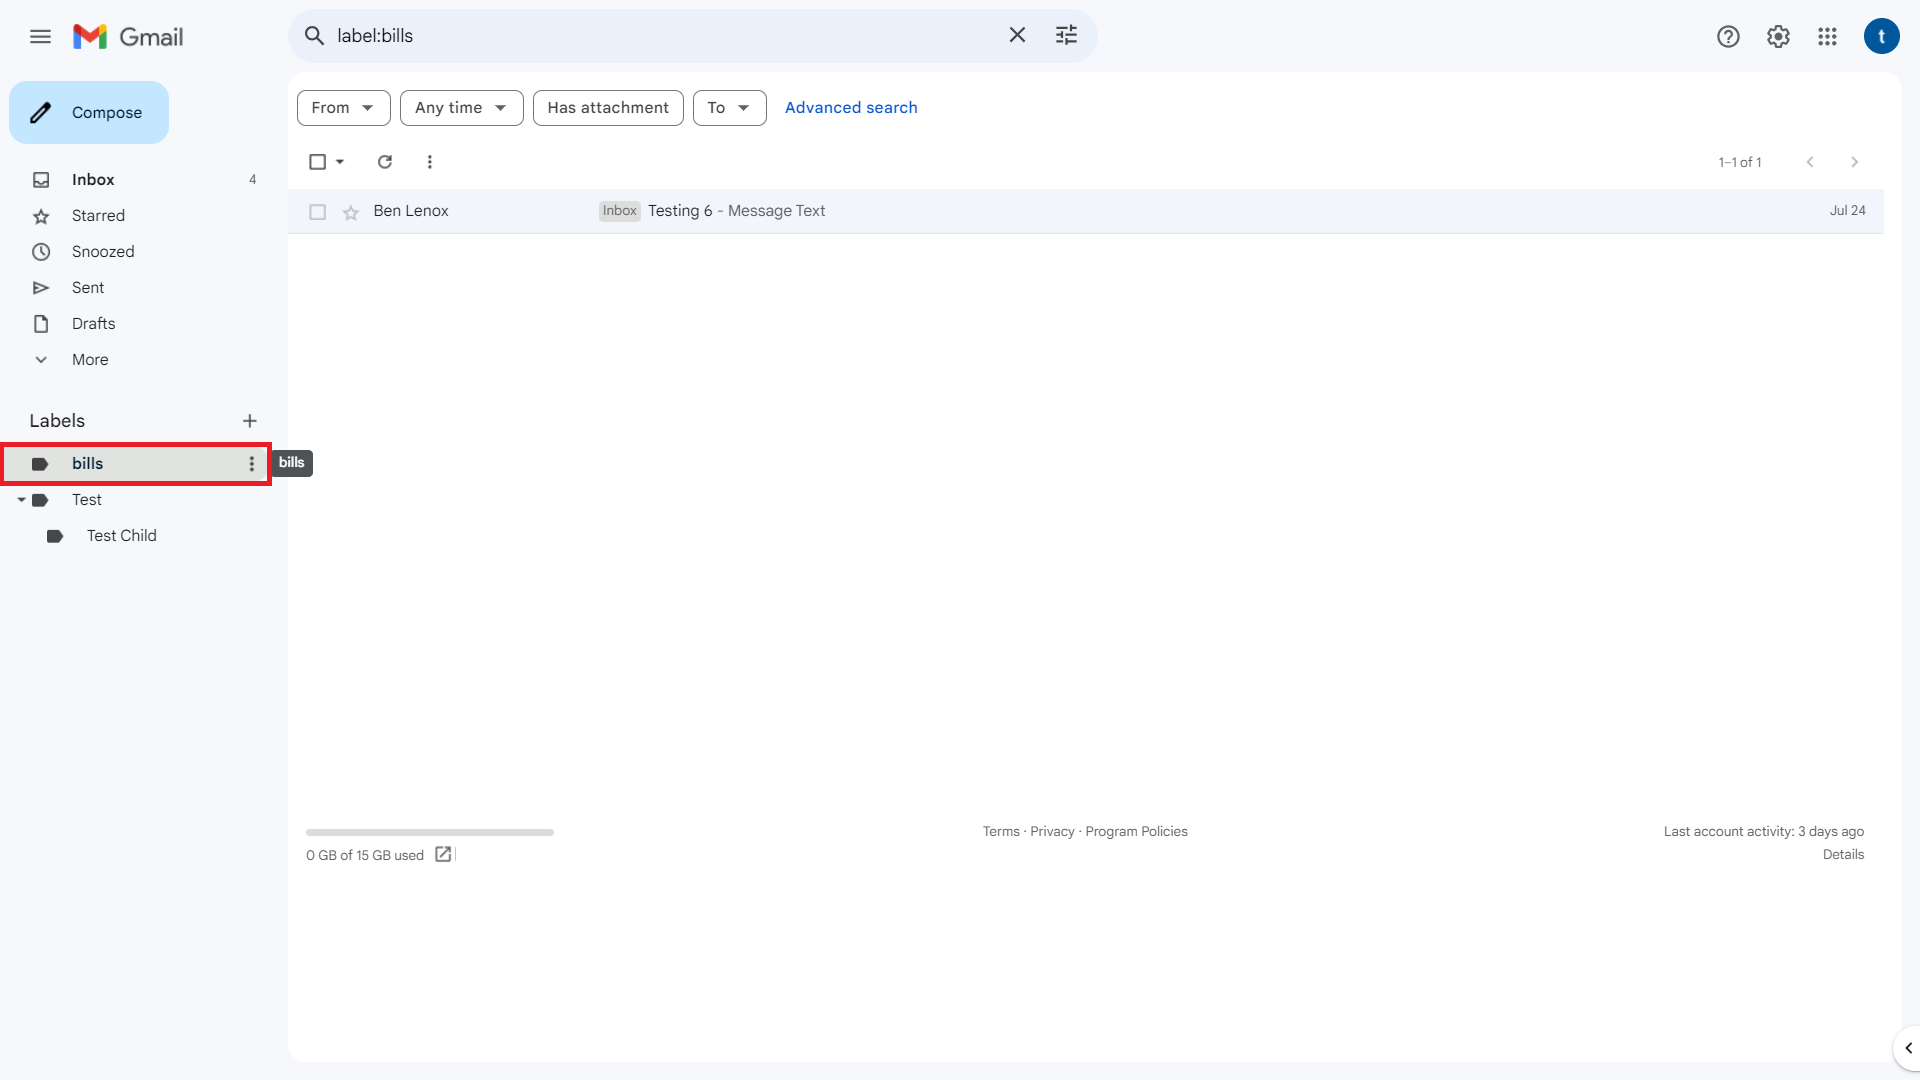 Gmail
label:bills
Compose
From
Any time
Has attachment
To
Advanced search
Inbox 4
Starred
Snoozed
Sent
Drafts
More
1–1 of 1
Ben Lenox Inbox Testing 6 - Message Text Jul 24
Labels
bills
bills
Test
Test Child
0 GB of 15 GB used
Terms · Privacy · Program Policies
Last account activity: 3 days ago
Details
t